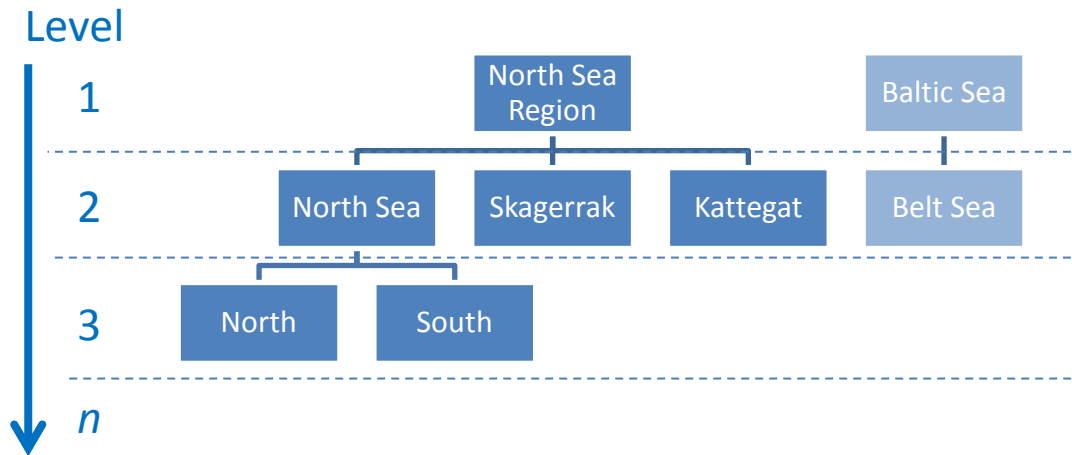 Level
1
North Sea
Region
Baltic Sea
2
North Sea
Skagerrak
Kattegat
Belt Sea
3
North
South
n